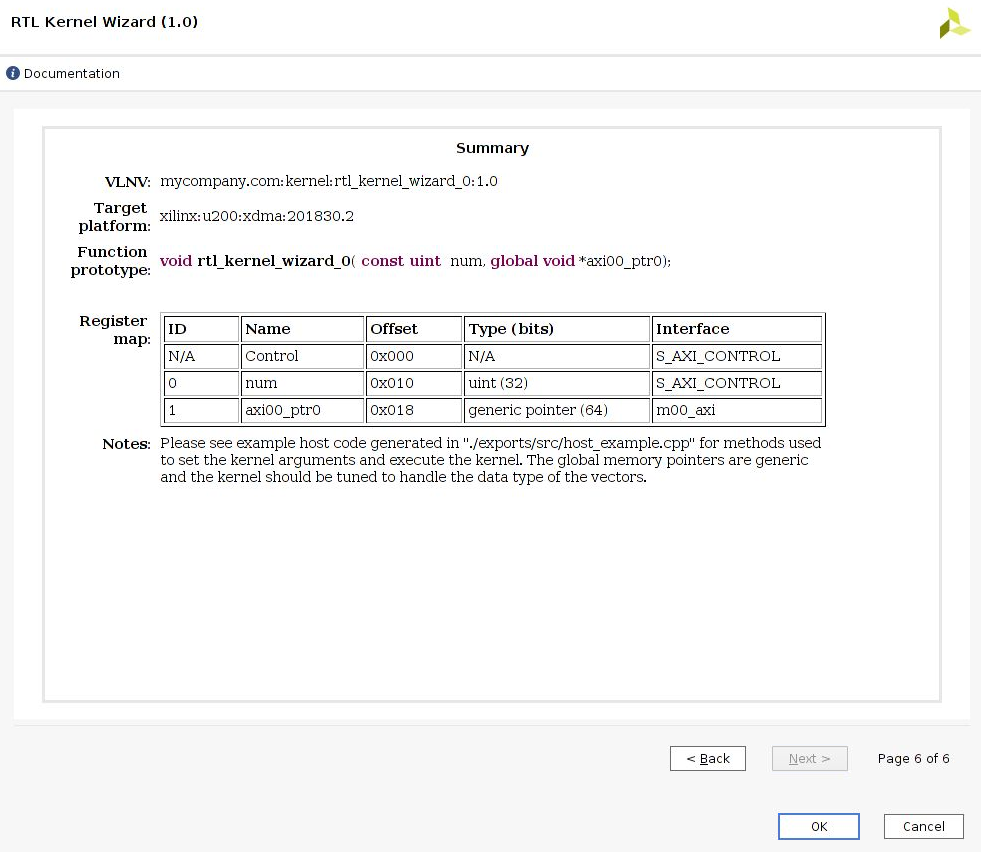 RTL Kernel Wizard (1.0)
i Documentation
Summary
VLNV: mycompany.com:kernel:rtl_kernel_wizard_0:1.0
Target platform: xilinx:u200:xdma:201830.2
Function prototype: void rtl_kernel_wizard_0( const uint num, global void *axi00_ptr0);
Register map:
ID Name Offset Type (bits) Interface
N/A Control 0x000 N/A S_AXI_CONTROL
0 num 0x010 uint (32) S_AXI_CONTROL
1 axi00_ptr0 0x018 generic pointer (64) m00_axi
Notes: Please see example host code generated in "./exports/src/host_example.cpp" for methods used
to set the kernel arguments and execute the kernel. The global memory pointers are generic
and the kernel should be tuned to handle the data type of the vectors.
< Back Next > Page 6 of 6
OK Cancel